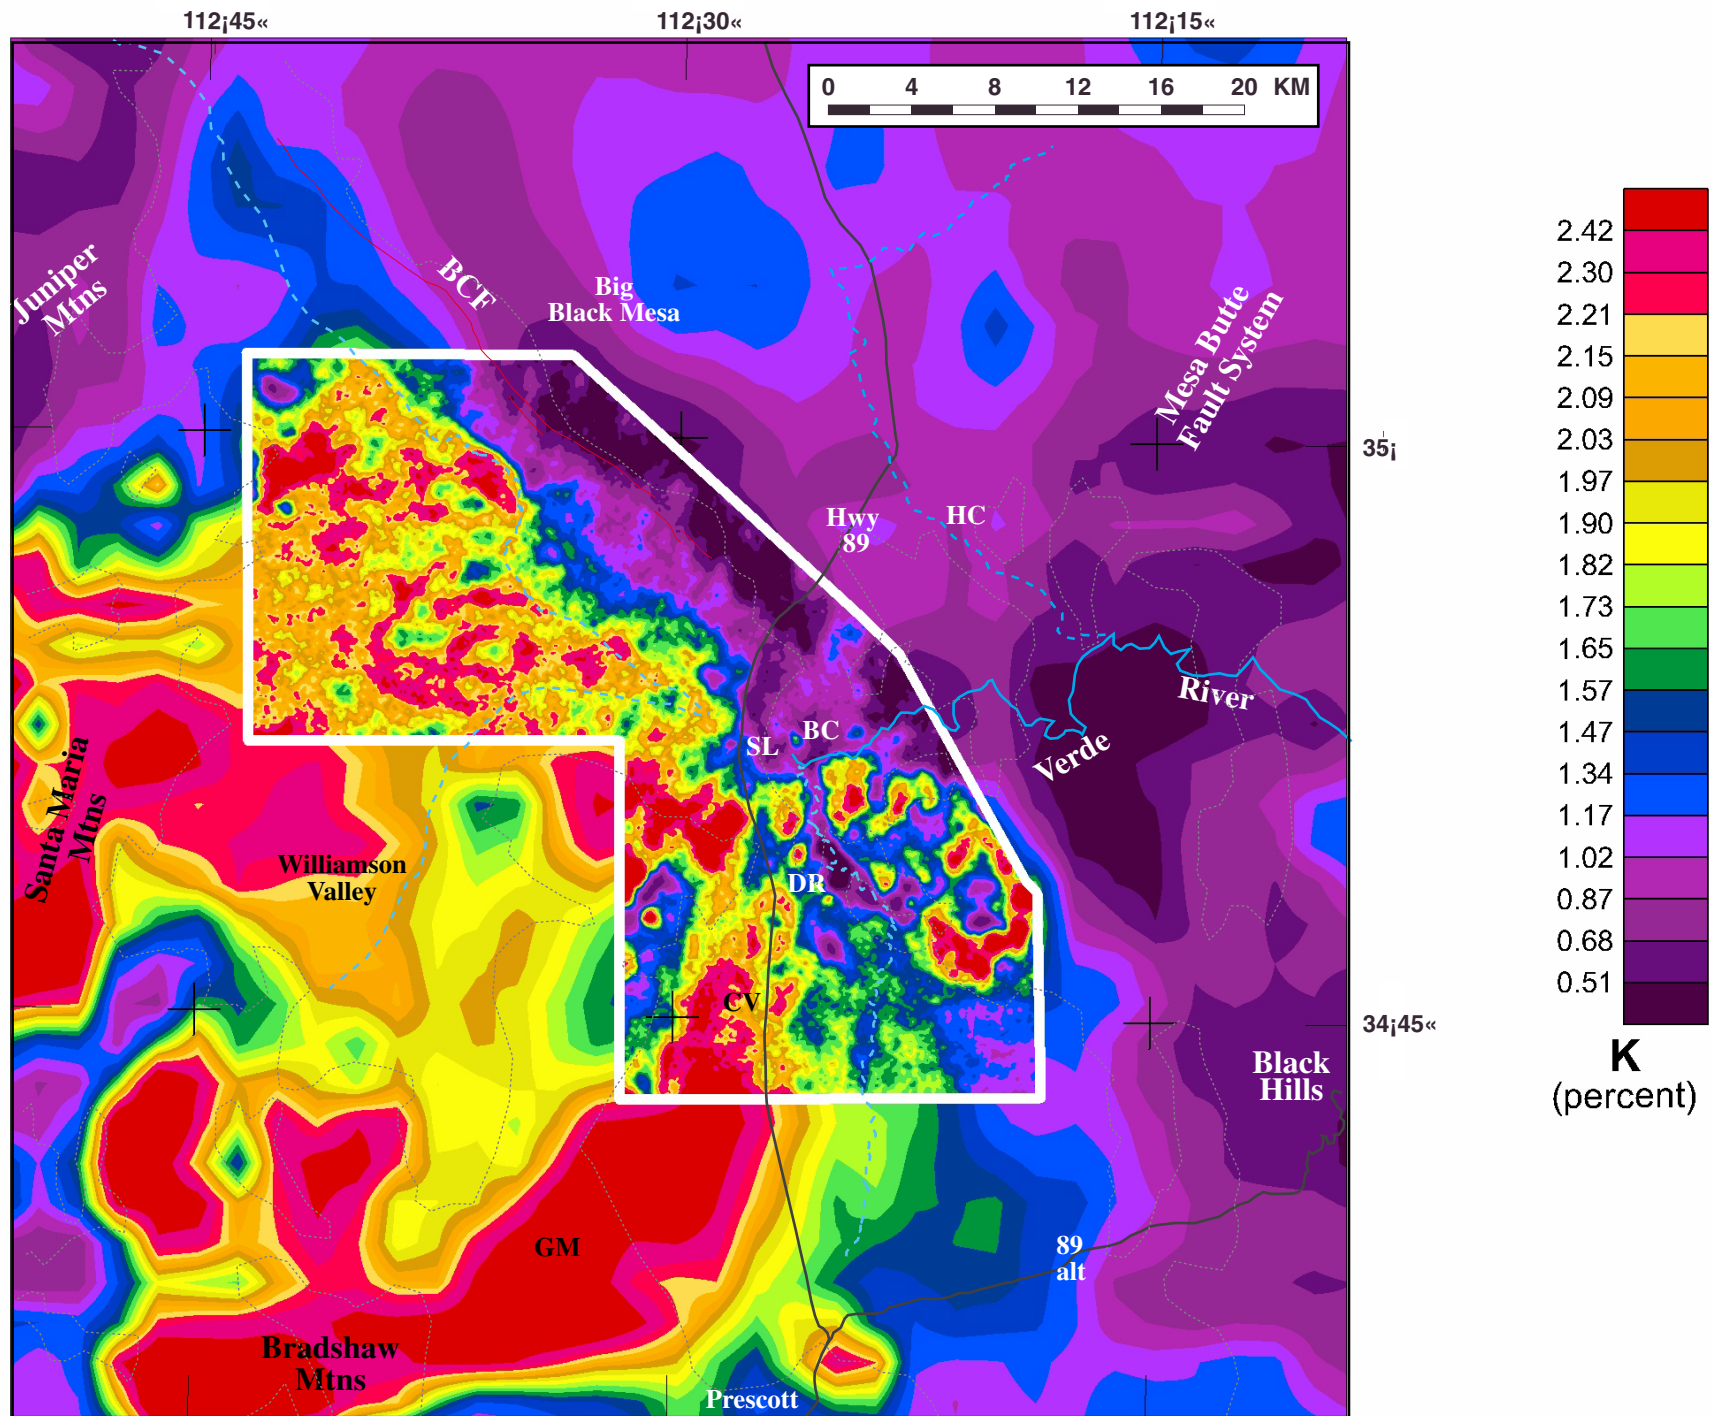 112¡45«
112¡30«
112¡15«
0 4 8 12 16 20 KM
Juniper
Mtns
BCF
Big
Black Mesa
Mesa Butte
Fault System
35¡
Hwy
89
HC
River
Verde
BC
SL
Santa Maria
Mtns
Williamson
Valley
DR
CV
34¡45«
Black
Hills
GM
89
alt
Bradshaw
Mtns
Prescott
2.42
2.30
2.21
2.15
2.09
2.03
1.97
1.90
1.82
1.73
1.65
1.57
1.47
1.34
1.17
1.02
0.87
0.68
0.51
K
(percent)